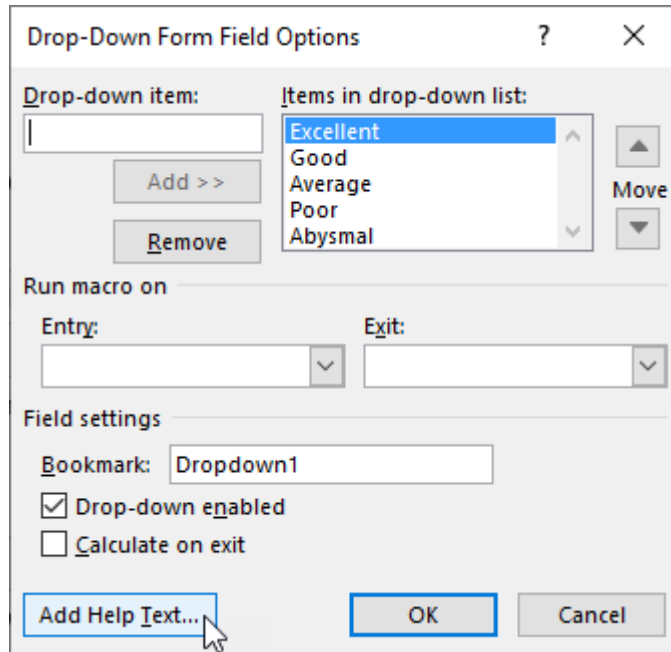 Drop-Down Form Field Options ? X
Drop-down item:
Items in drop-down list:
Excellent
Good
Average
Poor
Abysmal
Add >>
Remove
Move
Run macro on
Entry:
Exit:
Field settings
Bookmark: Dropdown1
Drop-down enabled
Calculate on exit
Add Help Text...
OK
Cancel